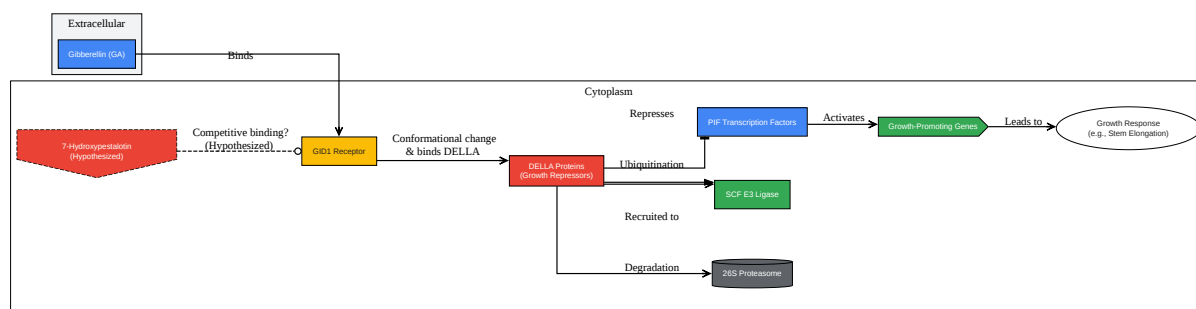 Extracellular
Gibberellin (GA)
Binds
Cytoplasm
7-Hydroxypestalotin
(Hypothesized)
Competitive binding?
(Hypothesized)
GID1 Receptor
Conformational change
& binds DELLA
DELLA Proteins
(Growth Repressors)
Represses
Ubiquitination
Recruited to
Degradation
PIF Transcription Factors
SCF E3 Ligase
26S Proteasome
Activates
Growth-Promoting Genes
Leads to
Growth Response
(e.g., Stem Elongation)